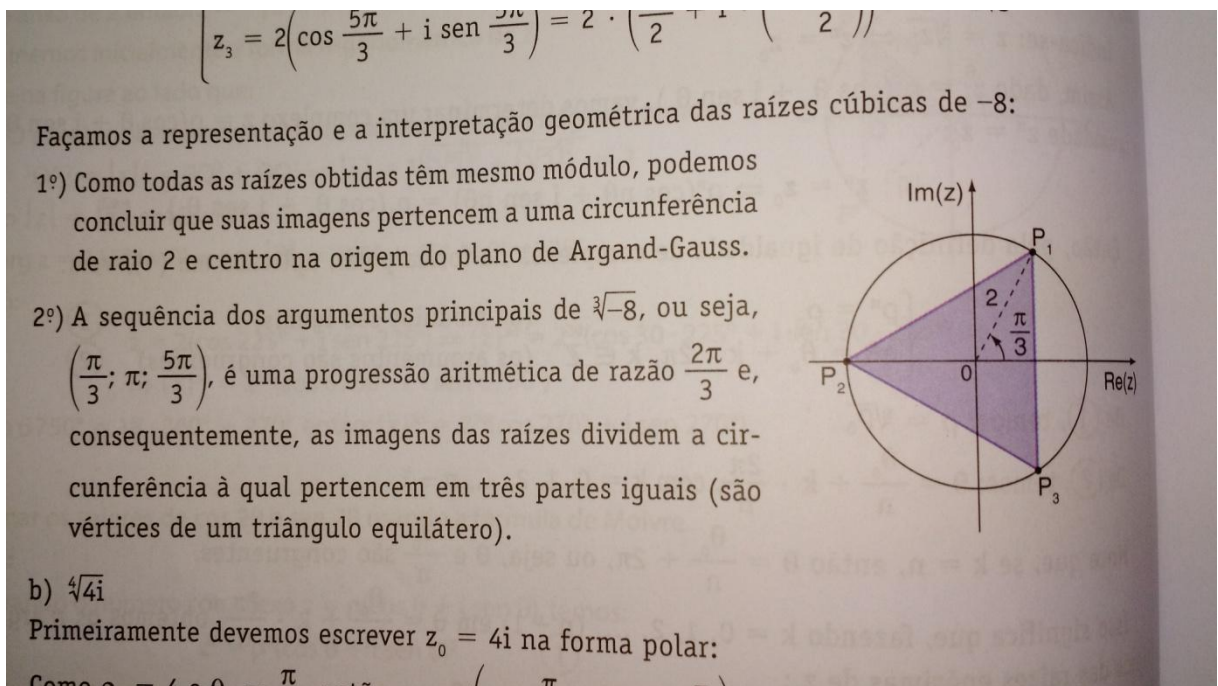 z₃ = 2(cos 5π/3 + i sen 5π/3) = 2 · (
Façamos a representação e a interpretação geométrica das raízes cúbicas de –8:
1º) Como todas as raízes obtidas têm mesmo módulo, podemos
concluir que suas imagens pertencem a uma circunferência
de raio 2 e centro na origem do plano de Argand-Gauss.
2º) A sequência dos argumentos principais de ∛–8, ou seja,
(π/3; π; 5π/3), é uma progressão aritmética de razão 2π/3 e,
consequentemente, as imagens das raízes dividem a cir-
cunferência à qual pertencem em três partes iguais (são
vértices de um triângulo equilátero).
Im(z)
P₁
2
π/3
P₂
0
Re(z)
P₃
b) ∜4i
Primeiramente devemos escrever z₀ = 4i na forma polar: